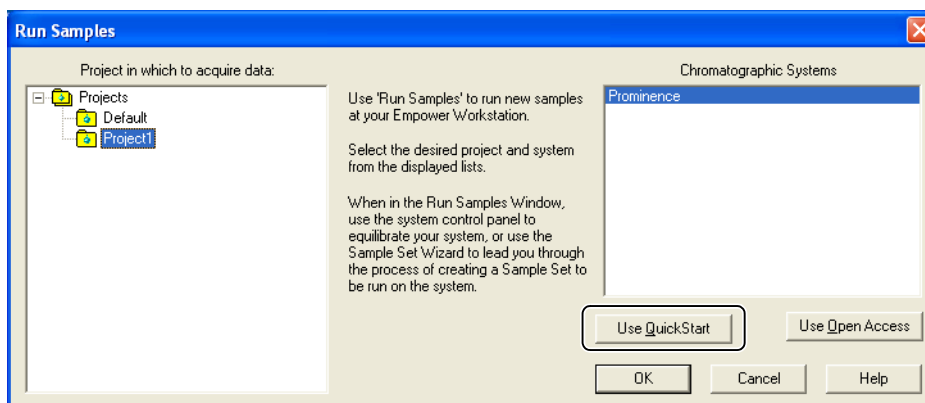 Run Samples
Project in which to acquire data:
Projects
Default
Project1
Use 'Run Samples' to run new samples
at your Empower Workstation.
Select the desired project and system
from the displayed lists.
When in the Run Samples Window,
use the system control panel to
equilibrate your system, or use the
Sample Set Wizard to lead you through
the process of creating a Sample Set to
be run on the system.
Chromatographic Systems
Prominence
Use QuickStart
Use Open Access
OK
Cancel
Help